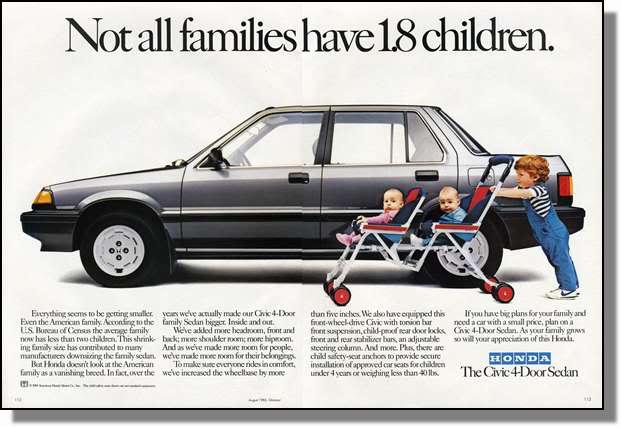 Not all families have 1.8 children.
Everything seems to be getting smaller.
Even the American family. According to the
U.S. Bureau of Census the average family
now has less than two children. This shrink-
ing family size has contributed to many
manufacturers downsizing the family sedan.
But Honda doesn't look at the American
family as a vanishing breed. In fact, over the
years we've actually made our Civic 4-Door
family Sedan bigger. Inside and out.
We've added more headroom, front and
back; more shoulder room; more hiproom.
And as we've made more room for people,
we've made more room for their belongings.
To make sure everyone rides in comfort,
we've increased the wheelbase by more
than five inches. We also have equipped this
front-wheel-drive Civic with torsion bar
front suspension, child-proof rear door locks,
front and rear stabilizer bars, an adjustable
steering column. And more. Plus, there are
child safety-seat anchors to provide secure
installation of approved car seats for children
under 4 years or weighing less than 40 lbs.
If you have big plans for your family and
need a car with a small price, plan on a
Civic 4-Door Sedan. As your family grows
so will your appreciation of this Honda.
HONDA
The Civic 4-Door Sedan
112
113